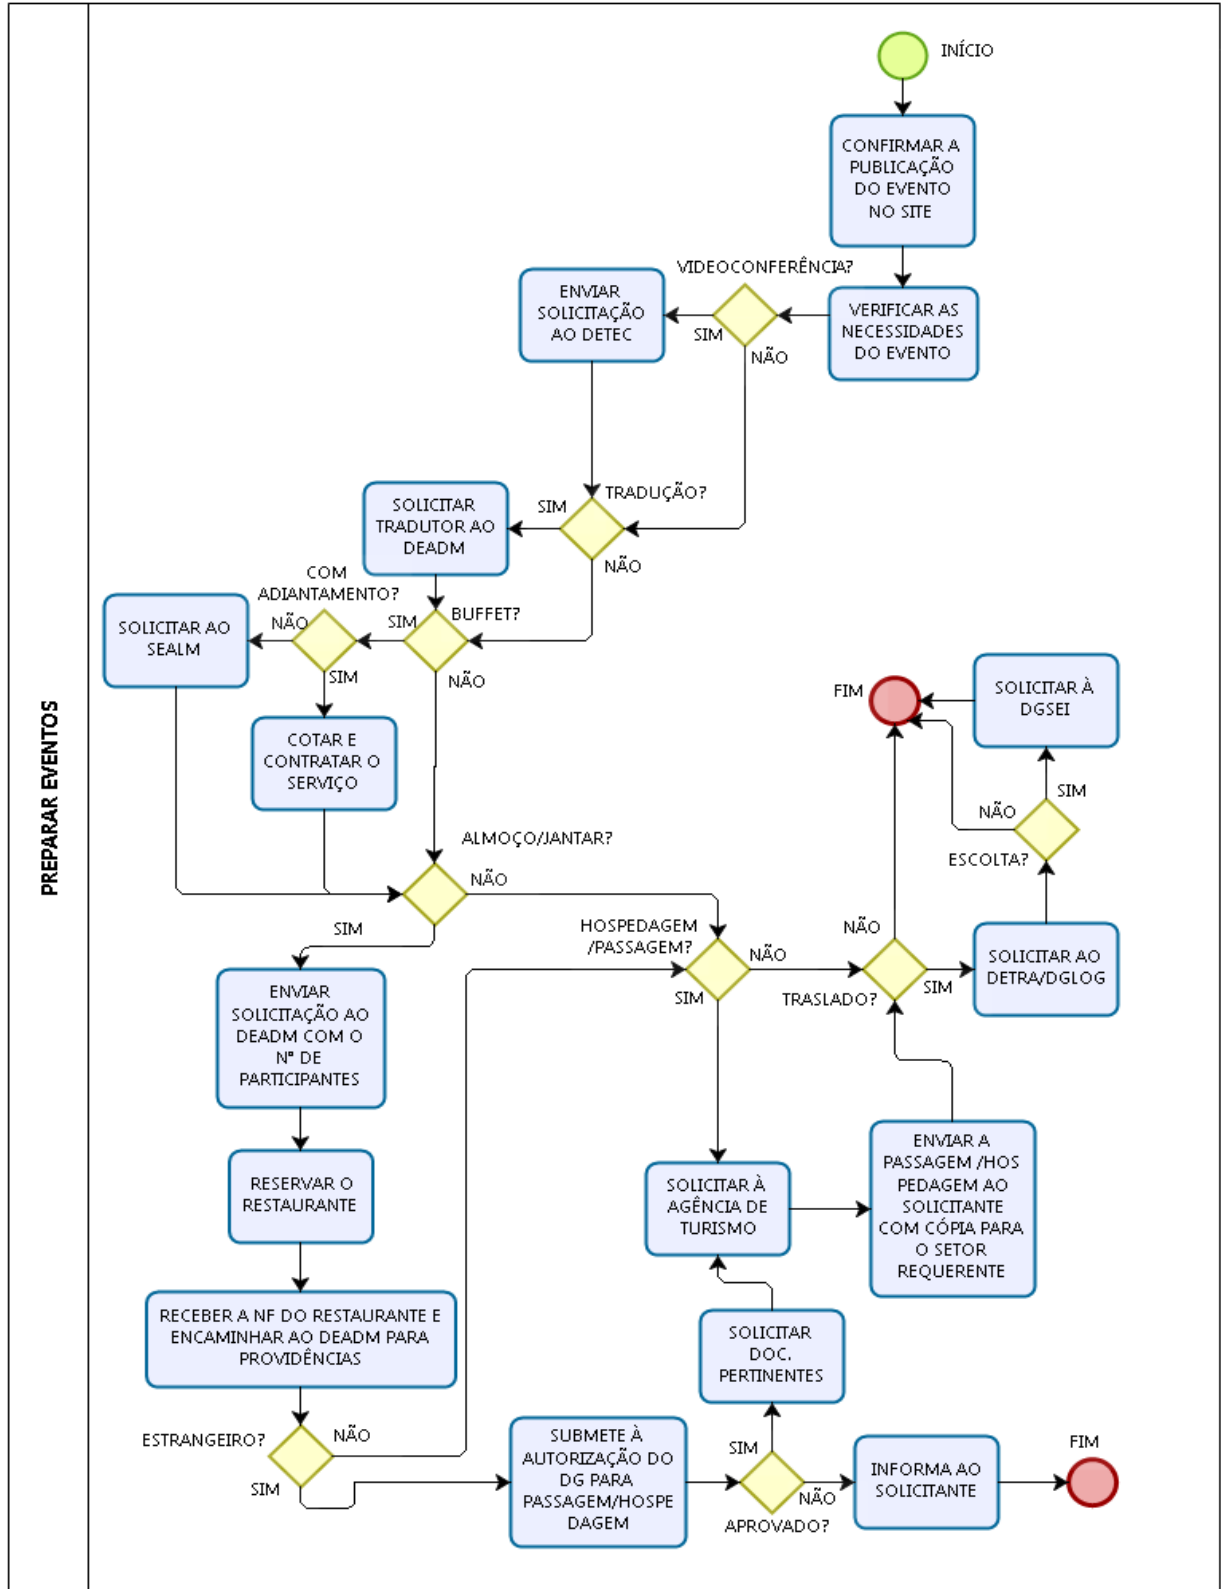 PREPARAR EVENTOS
INÍCIO
CONFIRMAR A
PUBLICAÇÃO
DO EVENTO
NO SITE
VERIFICAR AS
NECESSIDADES
DO EVENTO
VIDEOCONFERÊNCIA?
SIM
NÃO
ENVIAR
SOLICITAÇÃO
AO DETEC
TRADUÇÃO?
SIM
NÃO
SOLICITAR
TRADUTOR AO
DEADM
BUFFET?
SIM
NÃO
COM
ADIANTAMENTO?
NÃO
SIM
SOLICITAR AO
SEALM
COTAR E
CONTRATAR O
SERVIÇO
ALMOÇO/JANTAR?
NÃO
SIM
ENVIAR
SOLICITAÇÃO AO
DEADM COM O
N° DE
PARTICIPANTES
RESERVAR O
RESTAURANTE
RECEBER A NF DO RESTAURANTE E
ENCAMINHAR AO DEADM PARA
PROVIDÊNCIAS
ESTRANGEIRO?
NÃO
SIM
SUBMETE À
AUTORIZAÇÃO DO
DG PARA
PASSAGEM/HOSPE
DAGEM
APROVADO?
SIM
NÃO
INFORMA AO
SOLICITANTE
FIM
SOLICITAR
DOC.
PERTINENTES
HOSPEDAGEM
/PASSAGEM?
NÃO
SIM
SOLICITAR À
AGÊNCIA DE
TURISMO
ENVIAR A
PASSAGEM /HOS
PEDAGEM AO
SOLICITANTE
COM CÓPIA PARA
O SETOR
REQUERENTE
TRASLADO?
NÃO
SIM
SOLICITAR AO
DETRA/DGLOG
ESCOLTA?
NÃO
SIM
SOLICITAR À
DGSEI
FIM